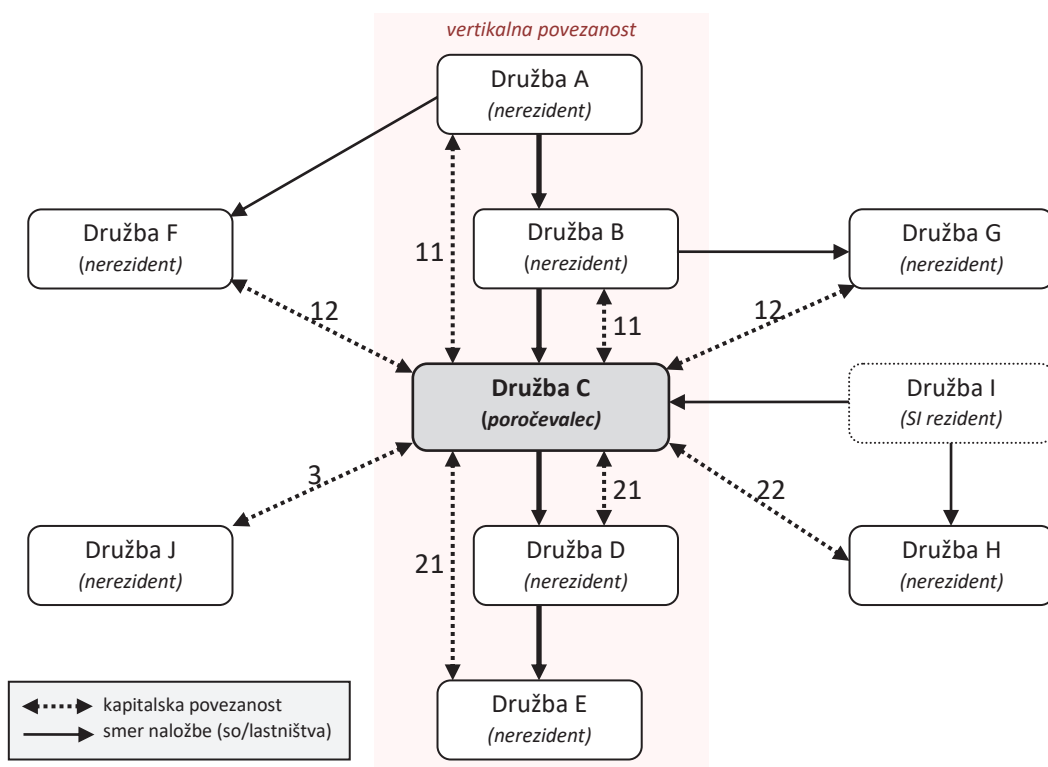 vertikalna povezanost
Družba A
(nerezident)
Družba F
(nerezident)
Družba B
(nerezident)
Družba G
(nerezident)
11
12
11
12
Družba C
(poročevalec)
Družba I
(SI rezident)
3
21
22
21
Družba J
(nerezident)
Družba D
(nerezident)
Družba H
(nerezident)
Družba E
(nerezident)
kapitalska povezanost
smer naložbe (so/lastništva)